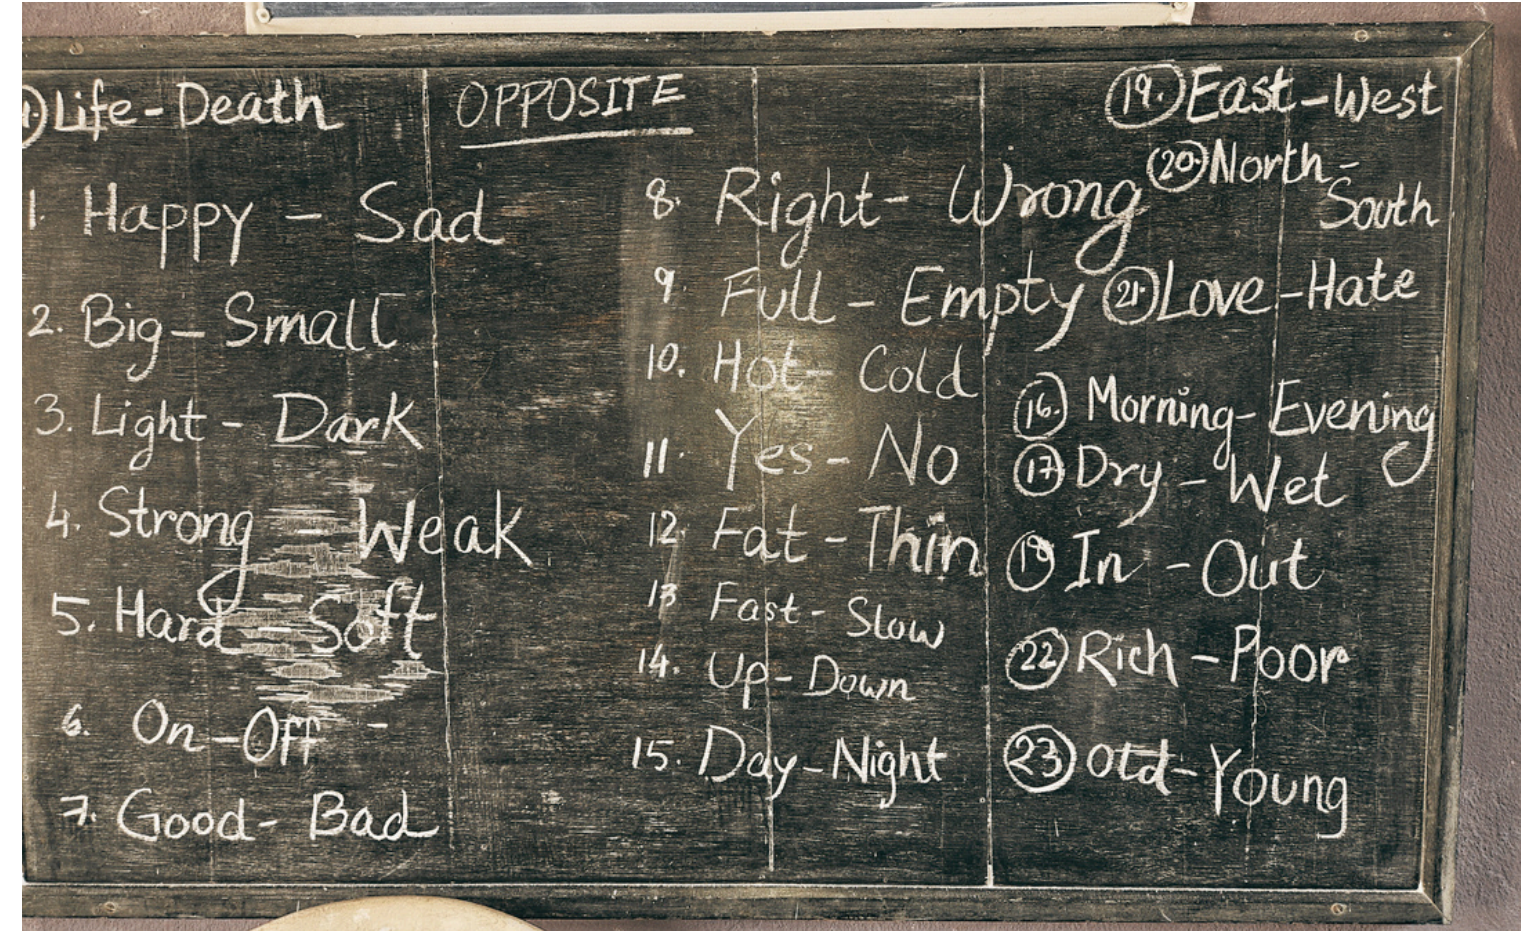 1. Life - Death
OPPOSITE
1. Happy - Sad
2. Big - Small
3. Light - Dark
4. Strong - Weak
5. Hard - Soft
6. On - Off -
7. Good - Bad
8. Right - Wrong
9. Full - Empty
10. Hot - Cold
11. Yes - No
12. Fat - Thin
13 Fast - Slow
14. Up - Down
15. Day - Night
19. East - West
20. North -
South
21. Love - Hate
16. Morning - Evening
17 Dry - Wet
18 In - Out
22 Rich - Poor
23 Old - Young